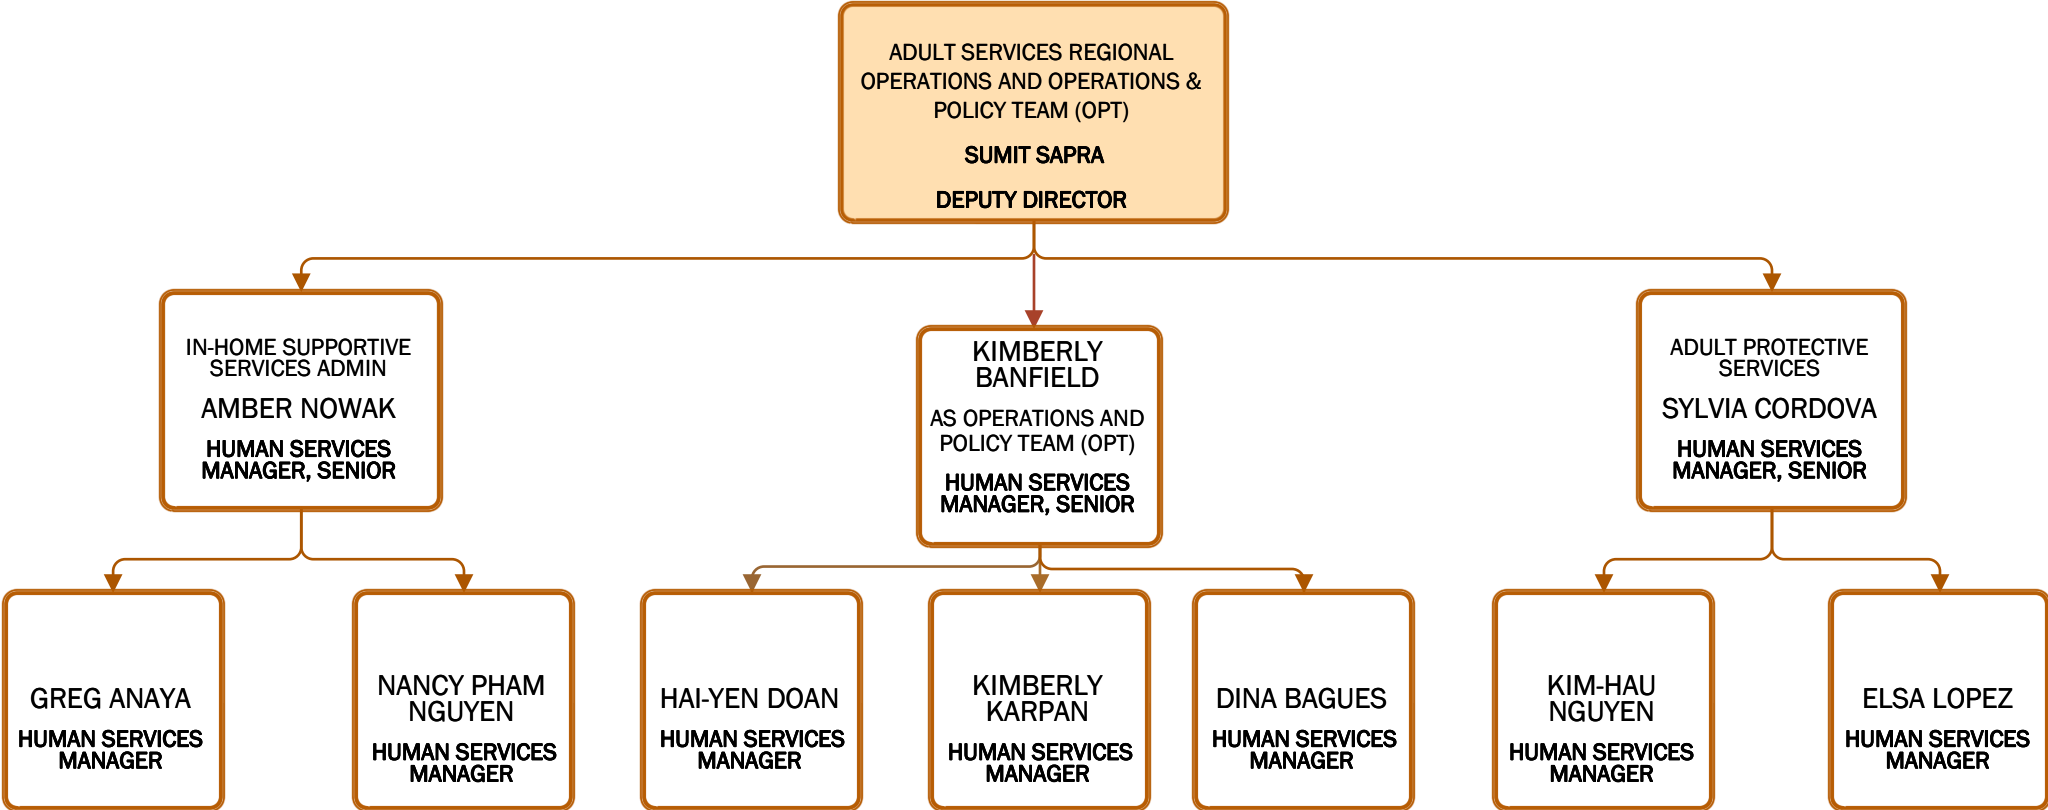 ADULT SERVICES REGIONAL
OPERATIONS AND OPERATIONS &
POLICY TEAM (OPT)
SUMIT SAPRA
DEPUTY DIRECTOR
IN-HOME SUPPORTIVE
SERVICES ADMIN
AMBER NOWAK
HUMAN SERVICES
MANAGER, SENIOR
KIMBERLY
BANFIELD
AS OPERATIONS AND
POLICY TEAM (OPT)
HUMAN SERVICES
MANAGER, SENIOR
ADULT PROTECTIVE
SERVICES
SYLVIA CORDOVA
HUMAN SERVICES
MANAGER, SENIOR
GREG ANAYA
HUMAN SERVICES
MANAGER
NANCY PHAM
NGUYEN
HUMAN SERVICES
MANAGER
HAI-YEN DOAN
HUMAN SERVICES
MANAGER
KIMBERLY
KARPAN
HUMAN SERVICES
MANAGER
DINA BAGUES
HUMAN SERVICES
MANAGER
KIM-HAU
NGUYEN
HUMAN SERVICES
MANAGER
ELSA LOPEZ
HUMAN SERVICES
MANAGER